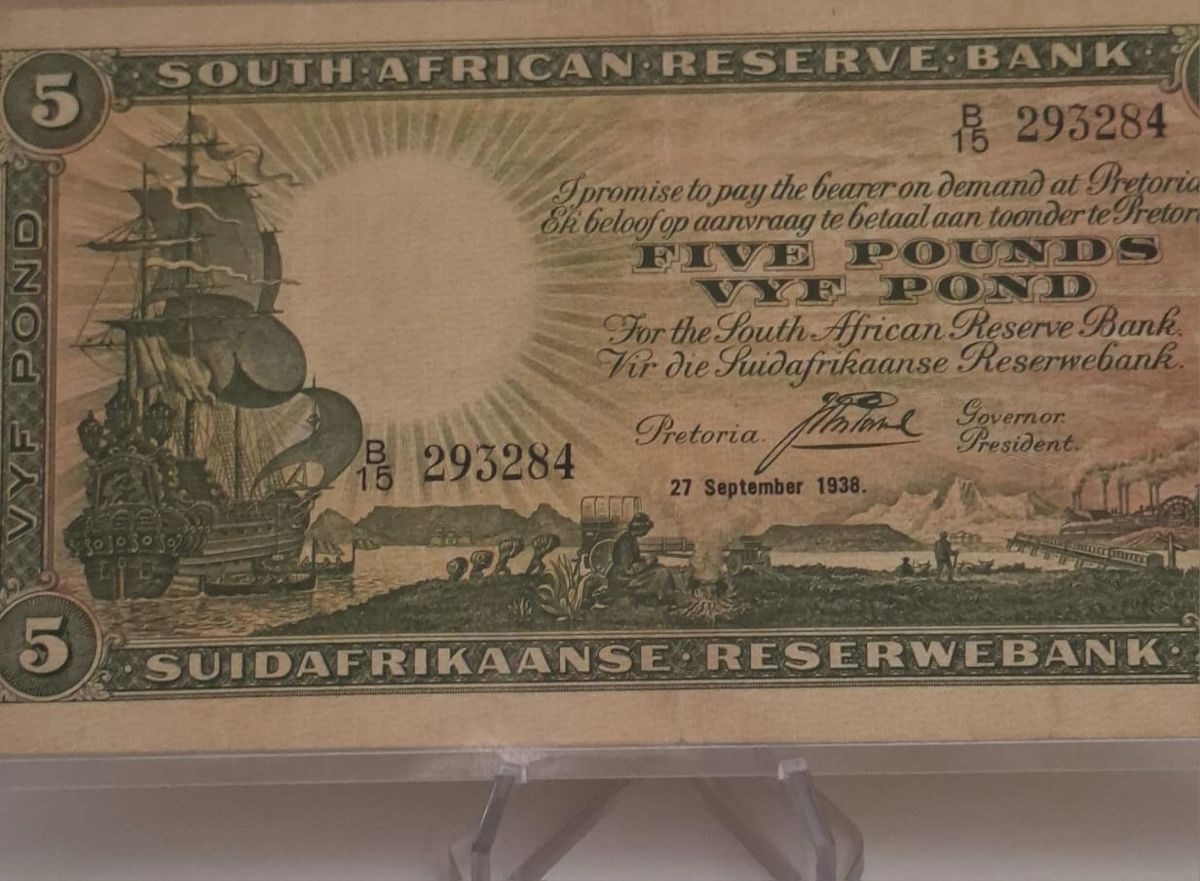 5
SOUTH·AFRICAN·RESERVE·BANK
B/15 293284
I promise to pay the bearer on demand at Pretoria
Ek beloof op aanvraag te betaal aan toonder te Pretor
FIVE POUNDS
VYF POND
For the South African Reserve Bank.
Vir die Suidafrikaanse Reserwebank.
Pretoria.
Governor.
President.
27 September 1938.
B/15 293284
VYF POND
5
SUIDAFRIKAANSE·RESERWEBANK·